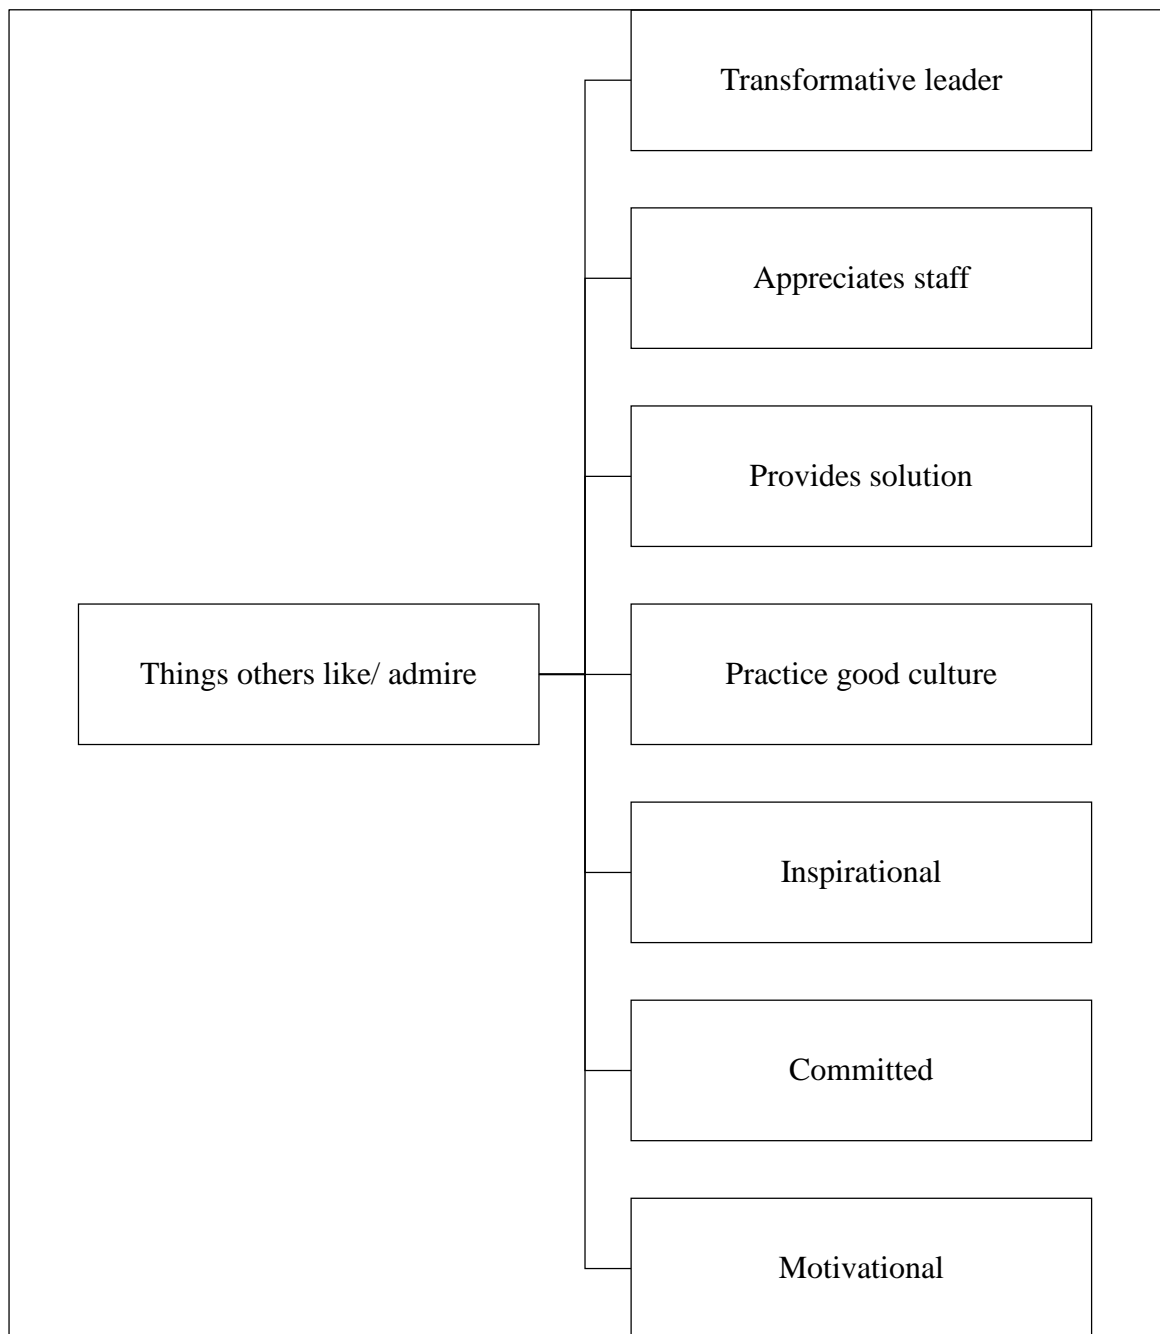 Transformative leader
Appreciates staff
Provides solution
Things others like/ admire
Practice good culture
Inspirational
Committed
Motivational